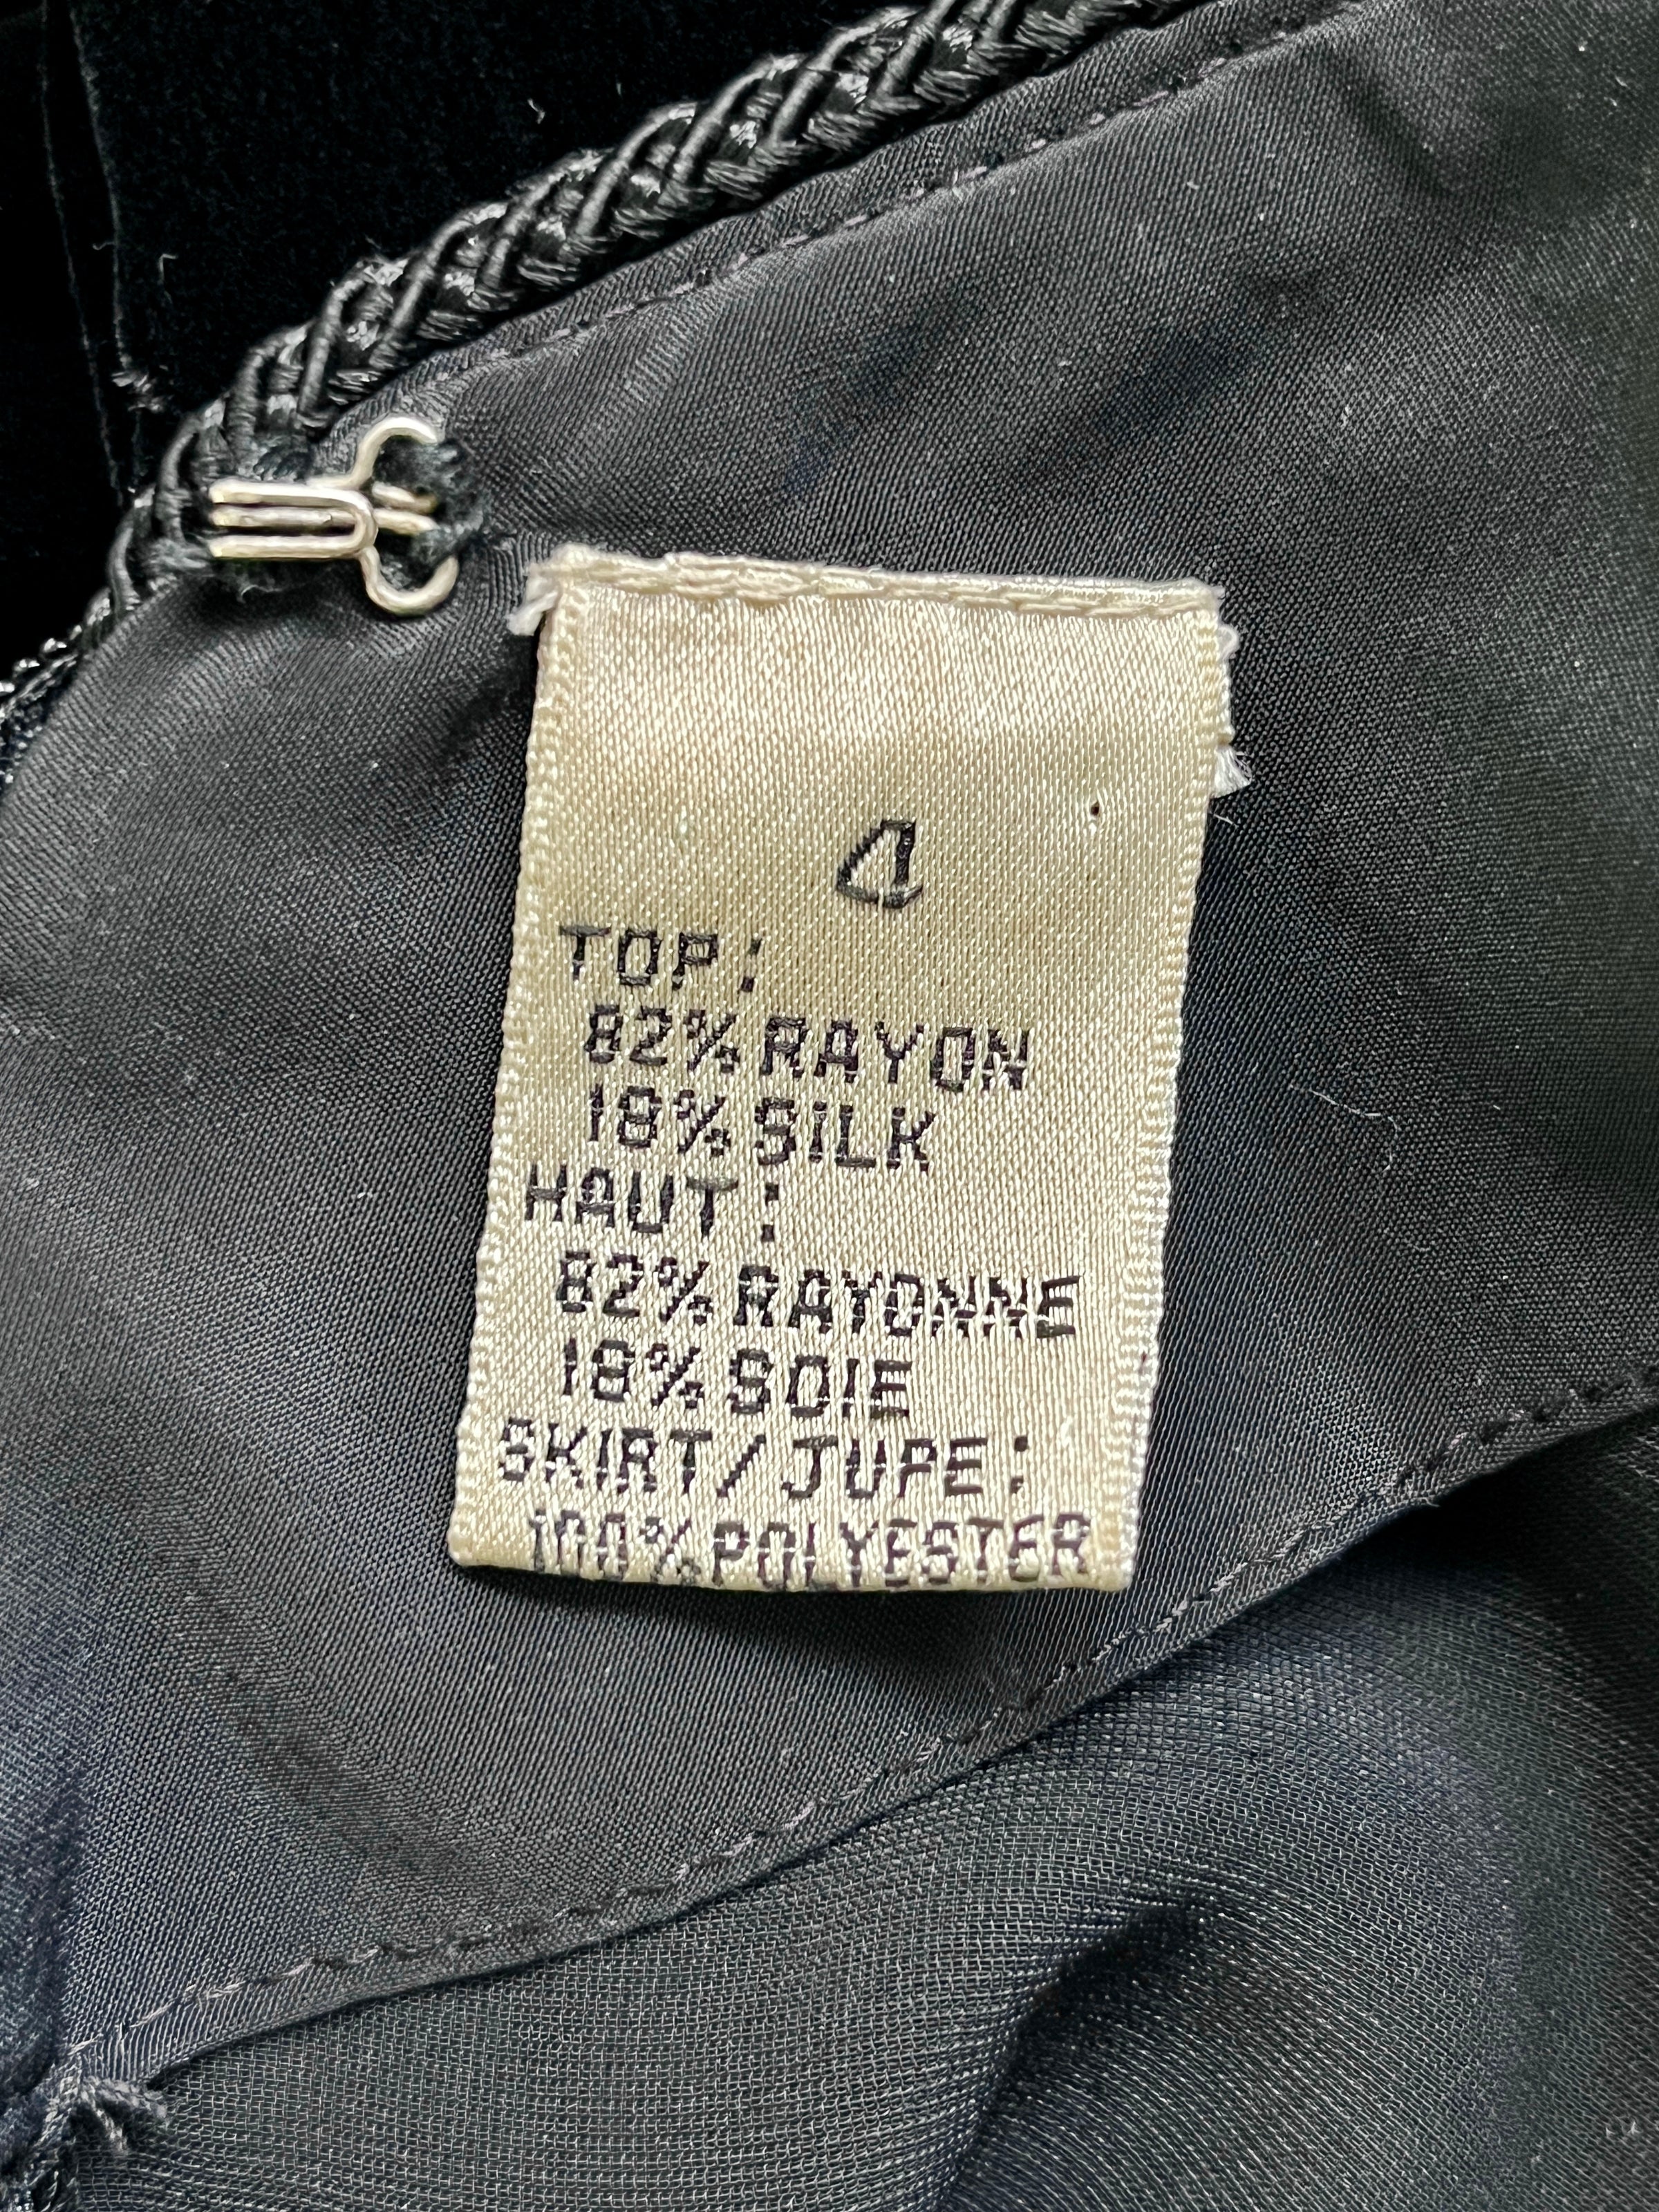 4
TOP:
82% RAYON
18% SILK
HAUT:
82% RAYONNE
18% SOIE
SKIRT/JUPE:
100% POLYESTER